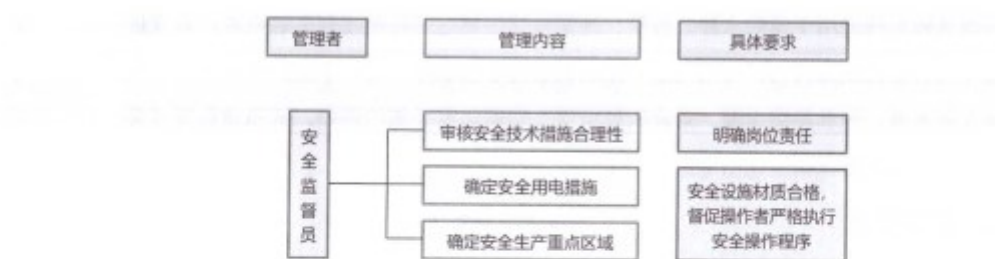 管理者
管理内容
具体要求
安全监督员
审核安全技术措施合理性
明确岗位责任
确定安全用电措施
确定安全生产重点区域
安全设施材质合格，
督促操作者严格执行
安全操作程序